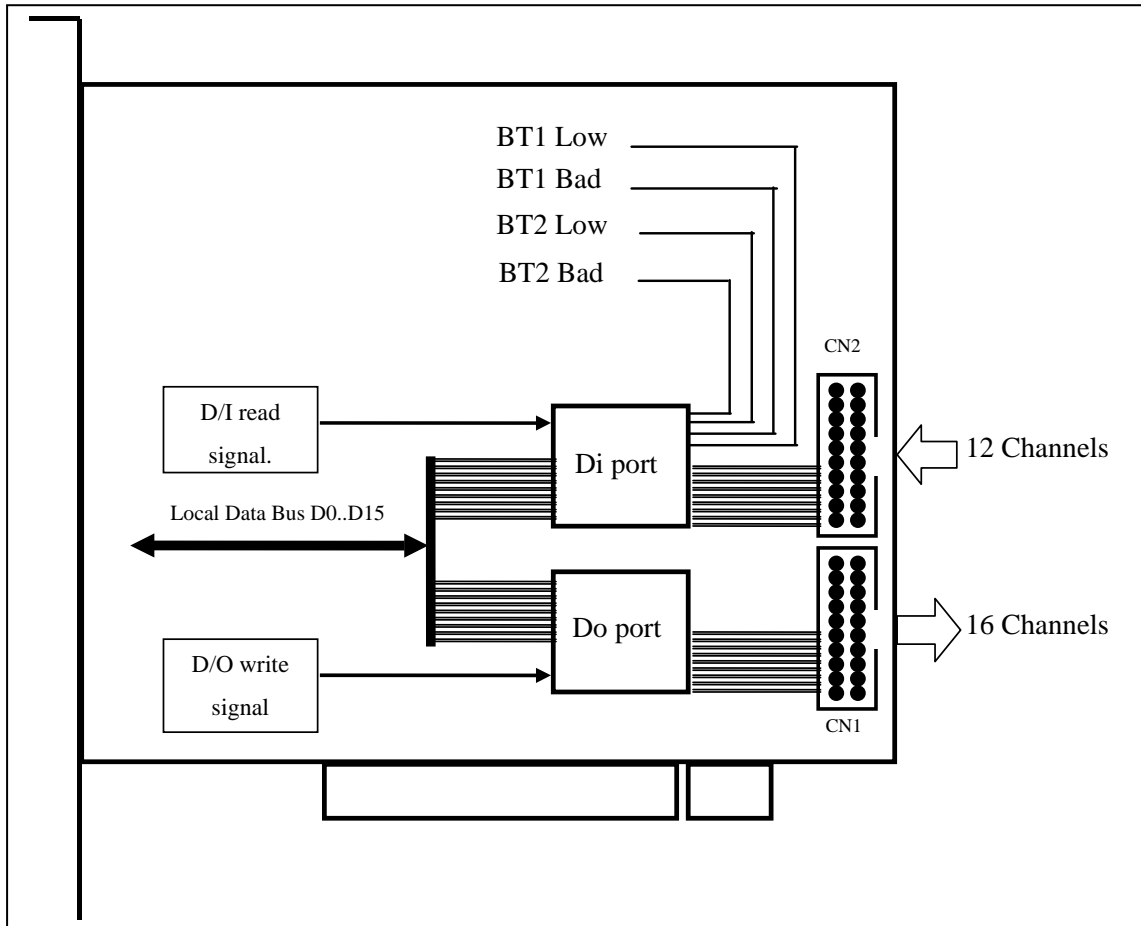 BT1 Low
BT1 Bad
BT2 Low
BT2 Bad
CN2
D/I read
signal.
Di port
12 Channels
Local Data Bus D0..D15
Do port
16 Channels
D/O write
signal
CN1